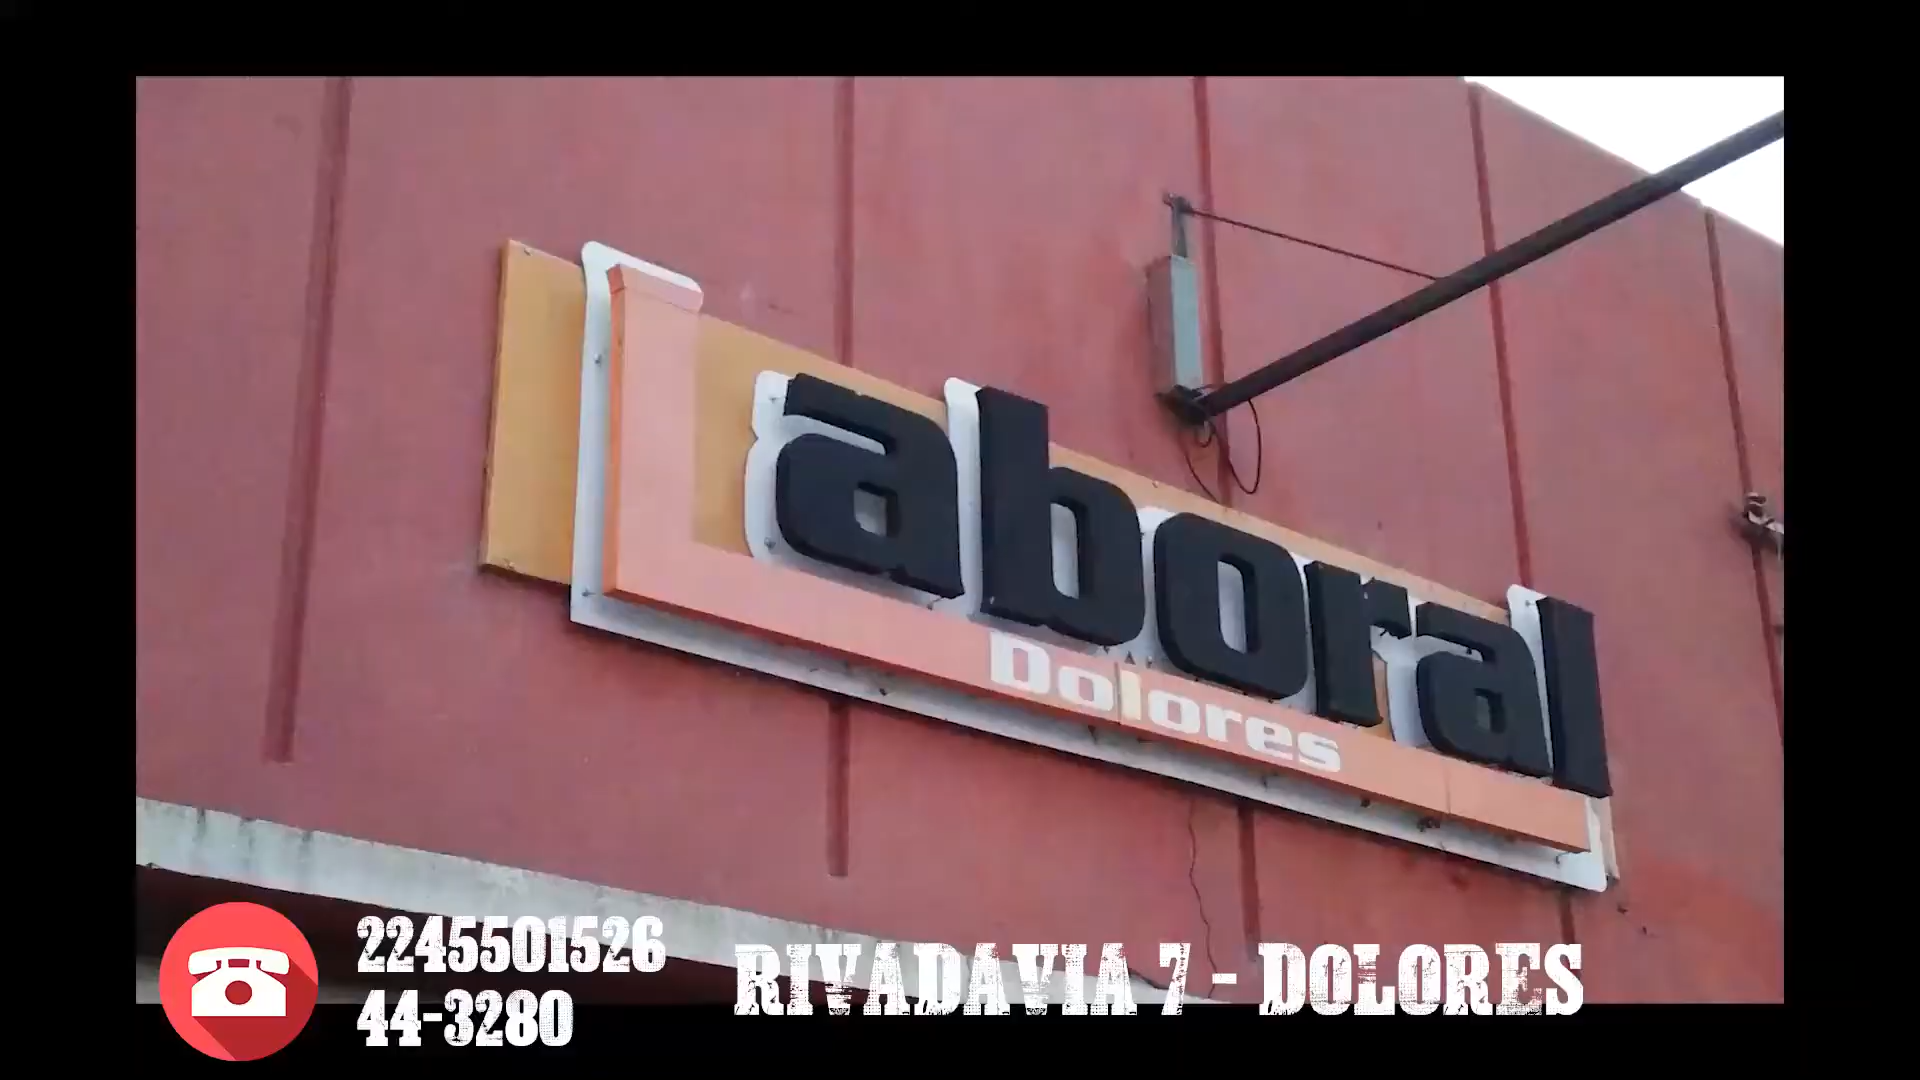 Laboral
Dolores
2245501526
44-3280
RIVADAVIA 7 - DOLORES